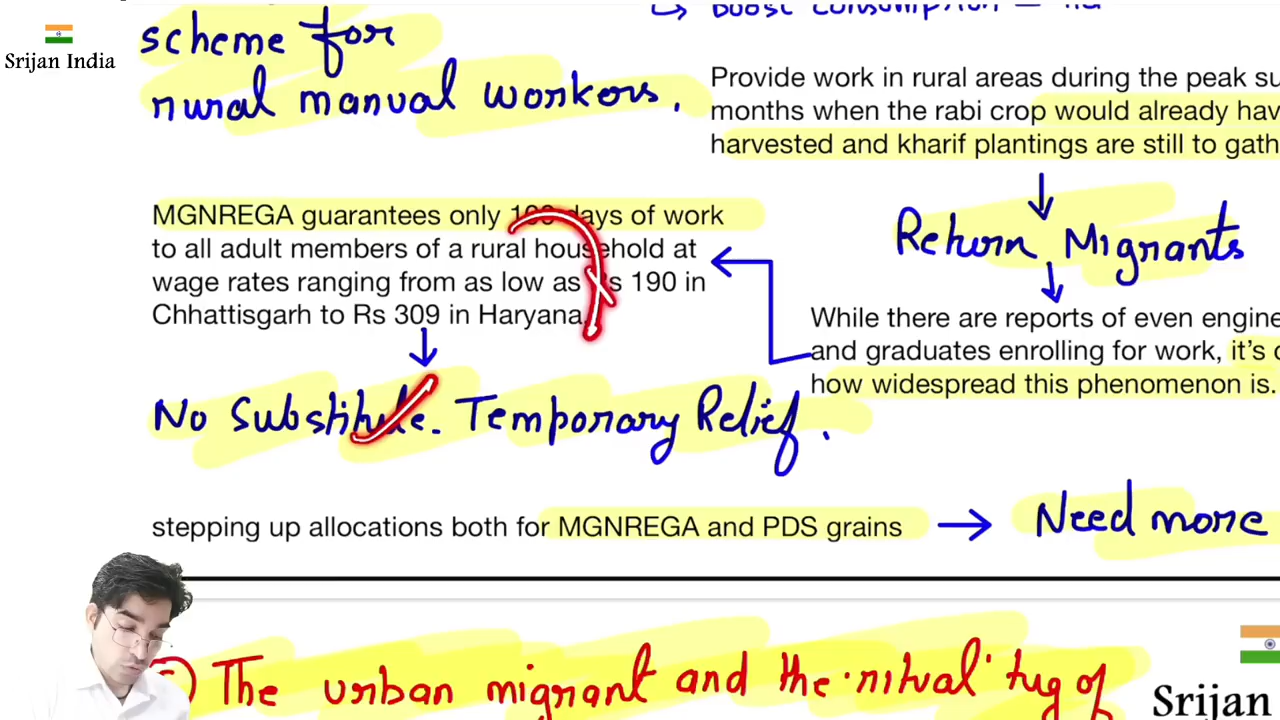 Srijan India
scheme for
rural manual workers.
Provide work in rural areas during the peak su
months when the rabi crop would already hav
harvested and kharif plantings are still to gath
MGNREGA guarantees only 100 days of work
to all adult members of a rural household at
wage rates ranging from as low as Rs 190 in
Chhattisgarh to Rs 309 in Haryana.
Return Migrants
While there are reports of even engine
and graduates enrolling for work, it's
how widespread this phenomenon is.
No Substitute. Temporary Relief.
stepping up allocations both for MGNREGA and PDS grains
Need more
The urban migrant and the 'ritual' tug of
Srijan